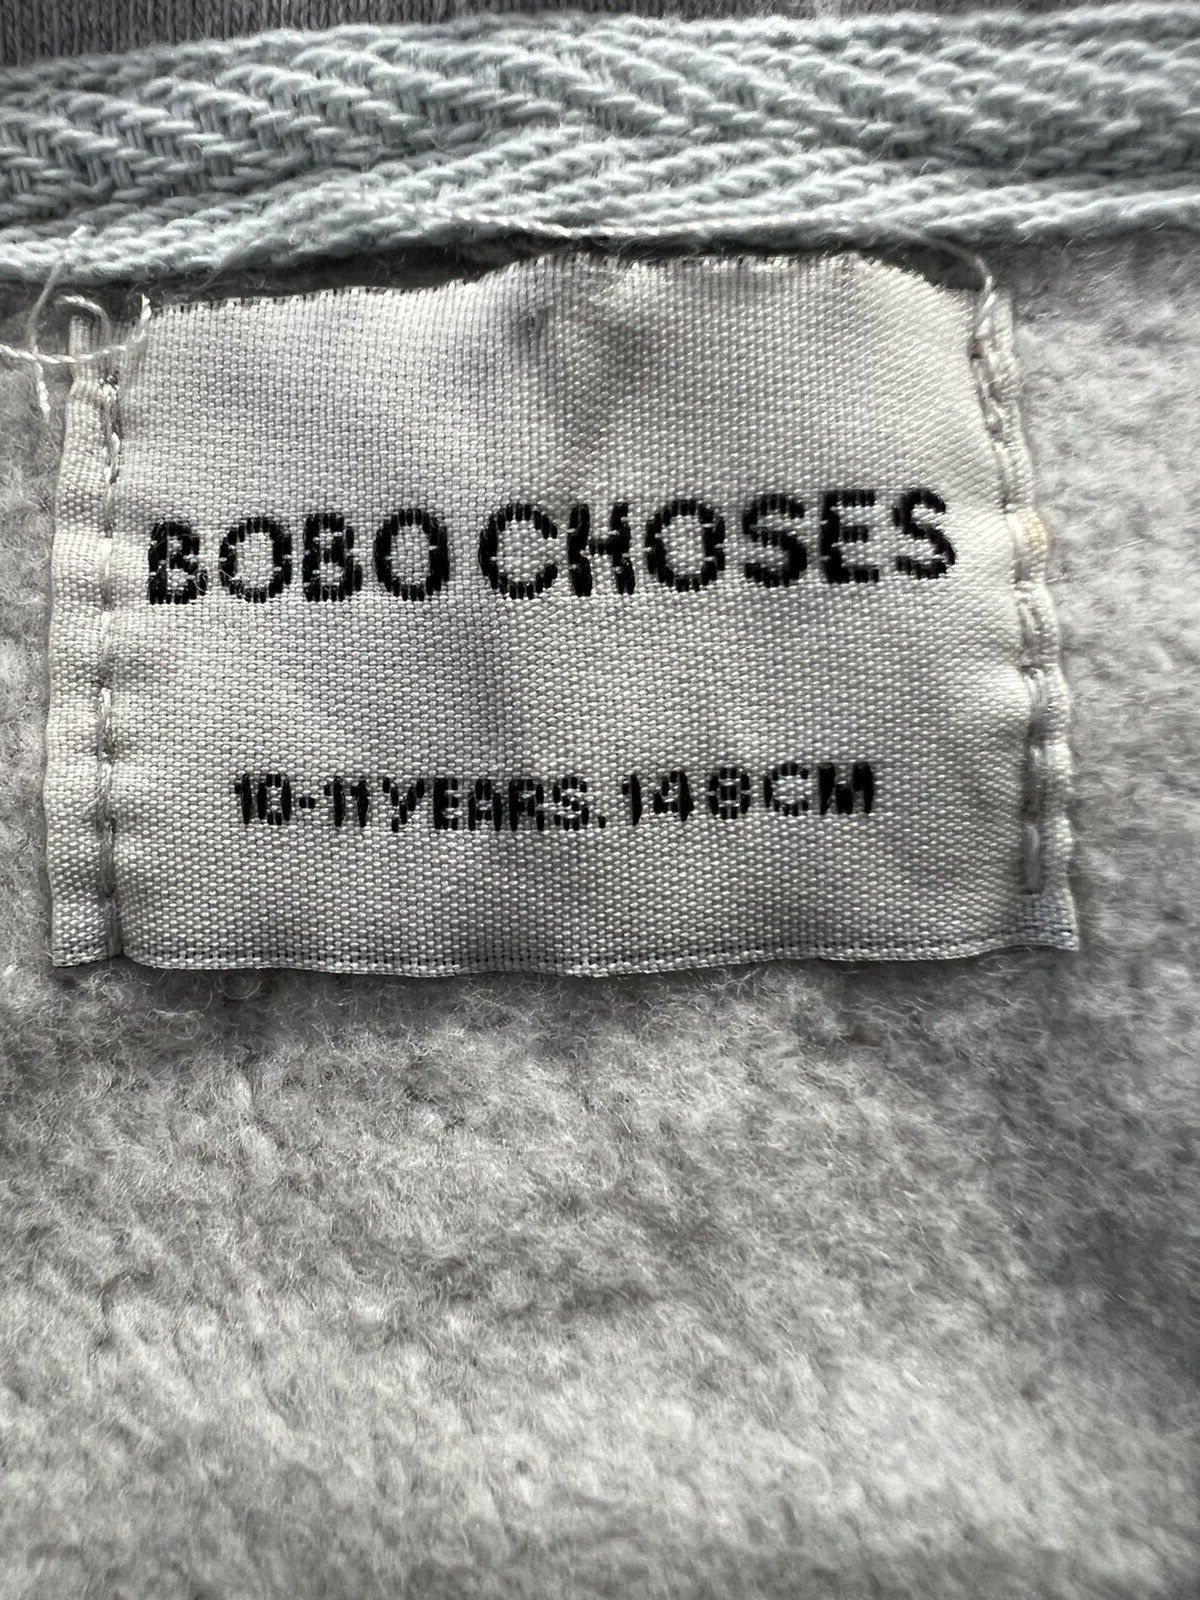 BOBO CHOSES
10-11 YEARS. 148 CM